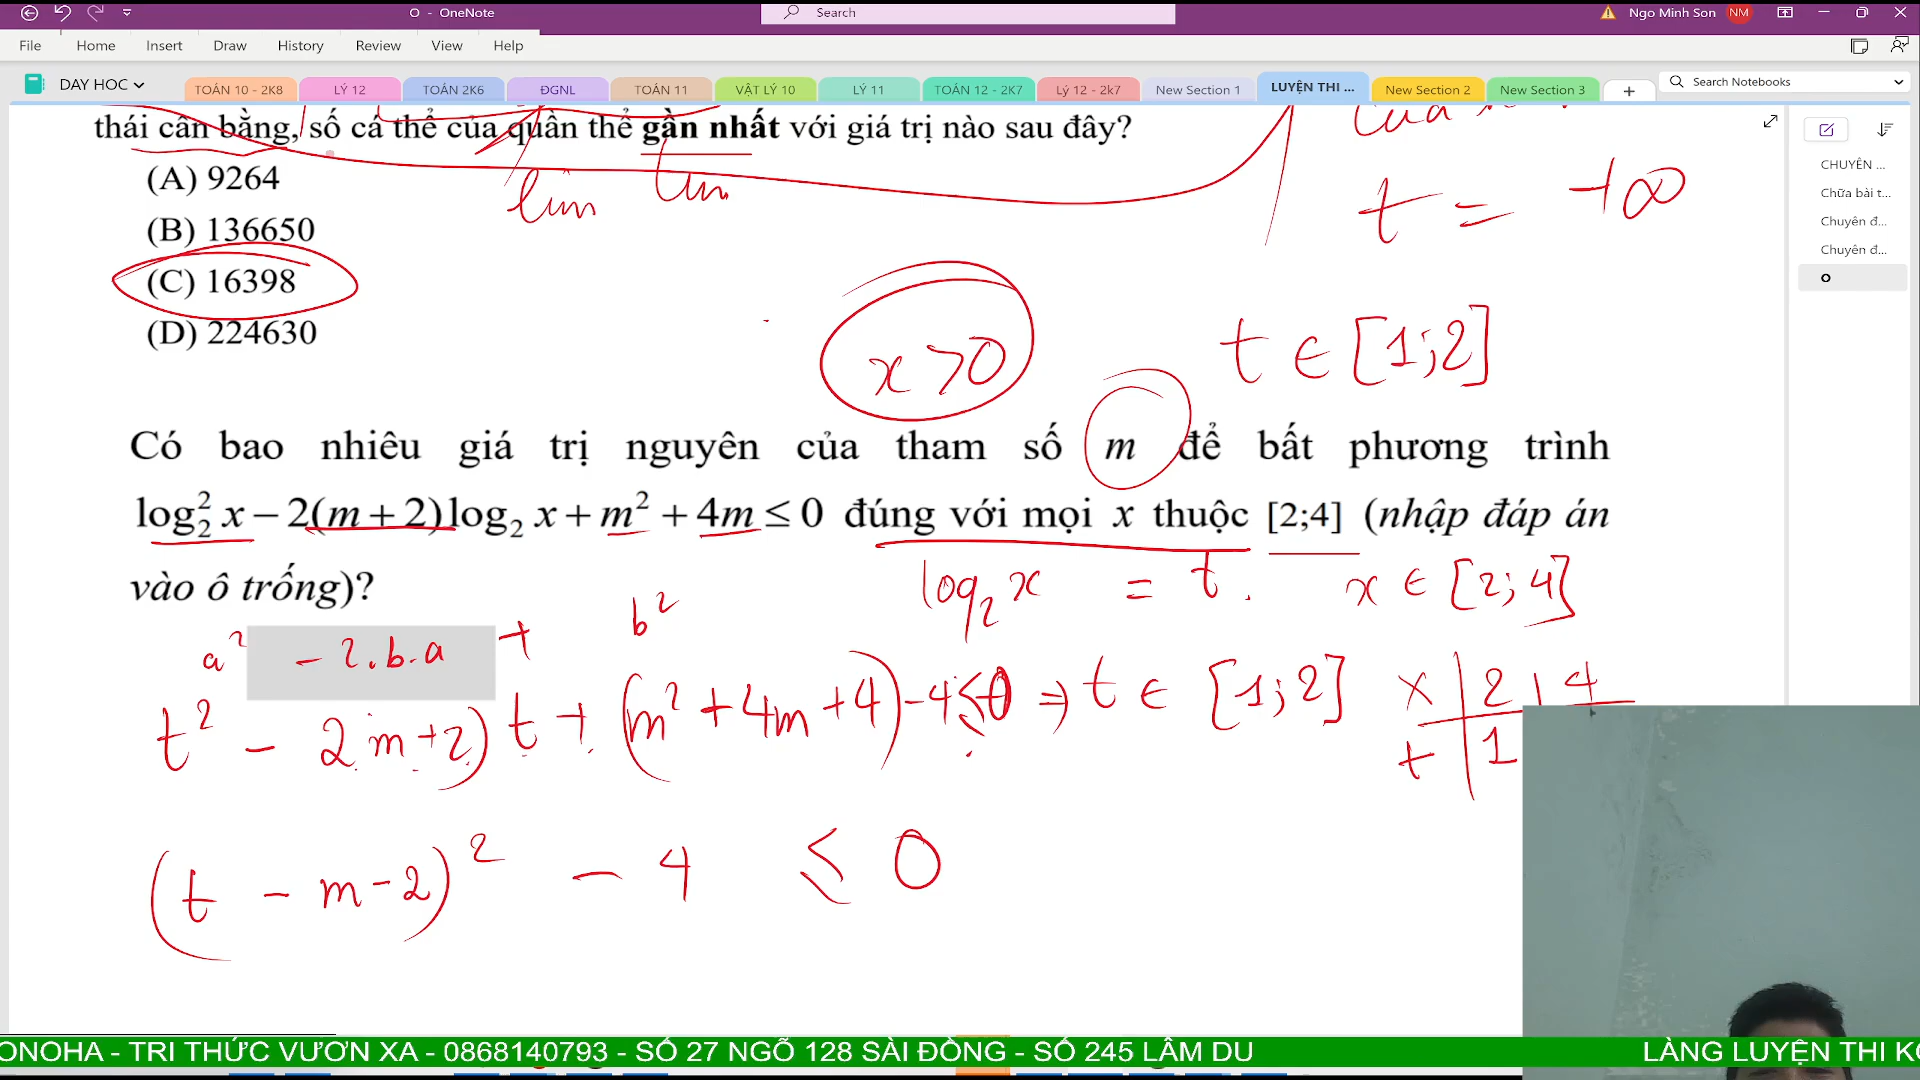 O - OneNote
Search
Ngo Minh Son
NM
File Home Insert Draw History Review View Help
DAY HOC
TOÁN 10 - 2K8
LÝ 12
TOÁN 2K6
ĐGNL
TOÁN 11
VẬT LÝ 10
LÝ 11
TOÁN 12 - 2K7
Lý 12 - 2k7
New Section 1
LUYỆN THI ...
New Section 2
New Section 3
+
Search Notebooks
CHUYÊN ...
Chữa bài t...
Chuyên đ...
Chuyên đ...
O
thái cân bằng, số cá thể của quần thể gần nhất với giá trị nào sau đây?
(A) 9264
(B) 136650
(C) 16398
(D) 224630
lim
lim
t = +∞
x > 0
t ∈ [1;2]
Có bao nhiêu giá trị nguyên của tham số m để bất phương trình
log₂² x − 2(m + 2)log₂ x + m² + 4m ≤ 0 đúng với mọi x thuộc [2;4] (nhập đáp án
vào ô trống)?
log₂ x = t . x ∈ [2; 4]
a² - 2.b.a + b²
t² - 2(m+2)t + (m² + 4m + 4) - 4 ≤ 0 ⇒ t ∈ [1; 2]
x 2 4
t 1
(t - m - 2)² - 4 ≤ 0
ONOHA - TRI THỨC VƯƠN XA - 0868140793 - SỐ 27 NGÕ 128 SÀI ĐỒNG - SỐ 245 LÂM DU
LÀNG LUYỆN THI KO